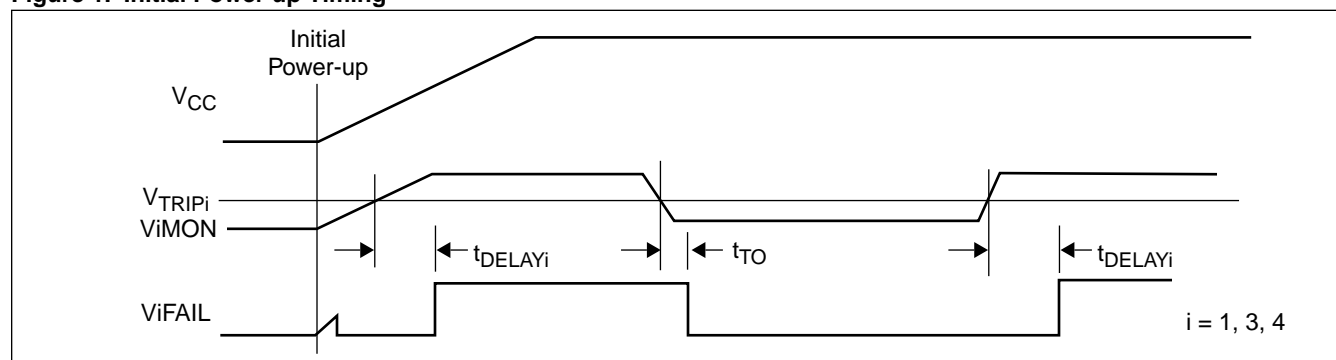 Figure 1. Initial Power-up Timing
Initial
Power-up
VCC
VTRIPi
ViMON
tDELAYi
tTO
tDELAYi
ViFAIL
i = 1, 3, 4